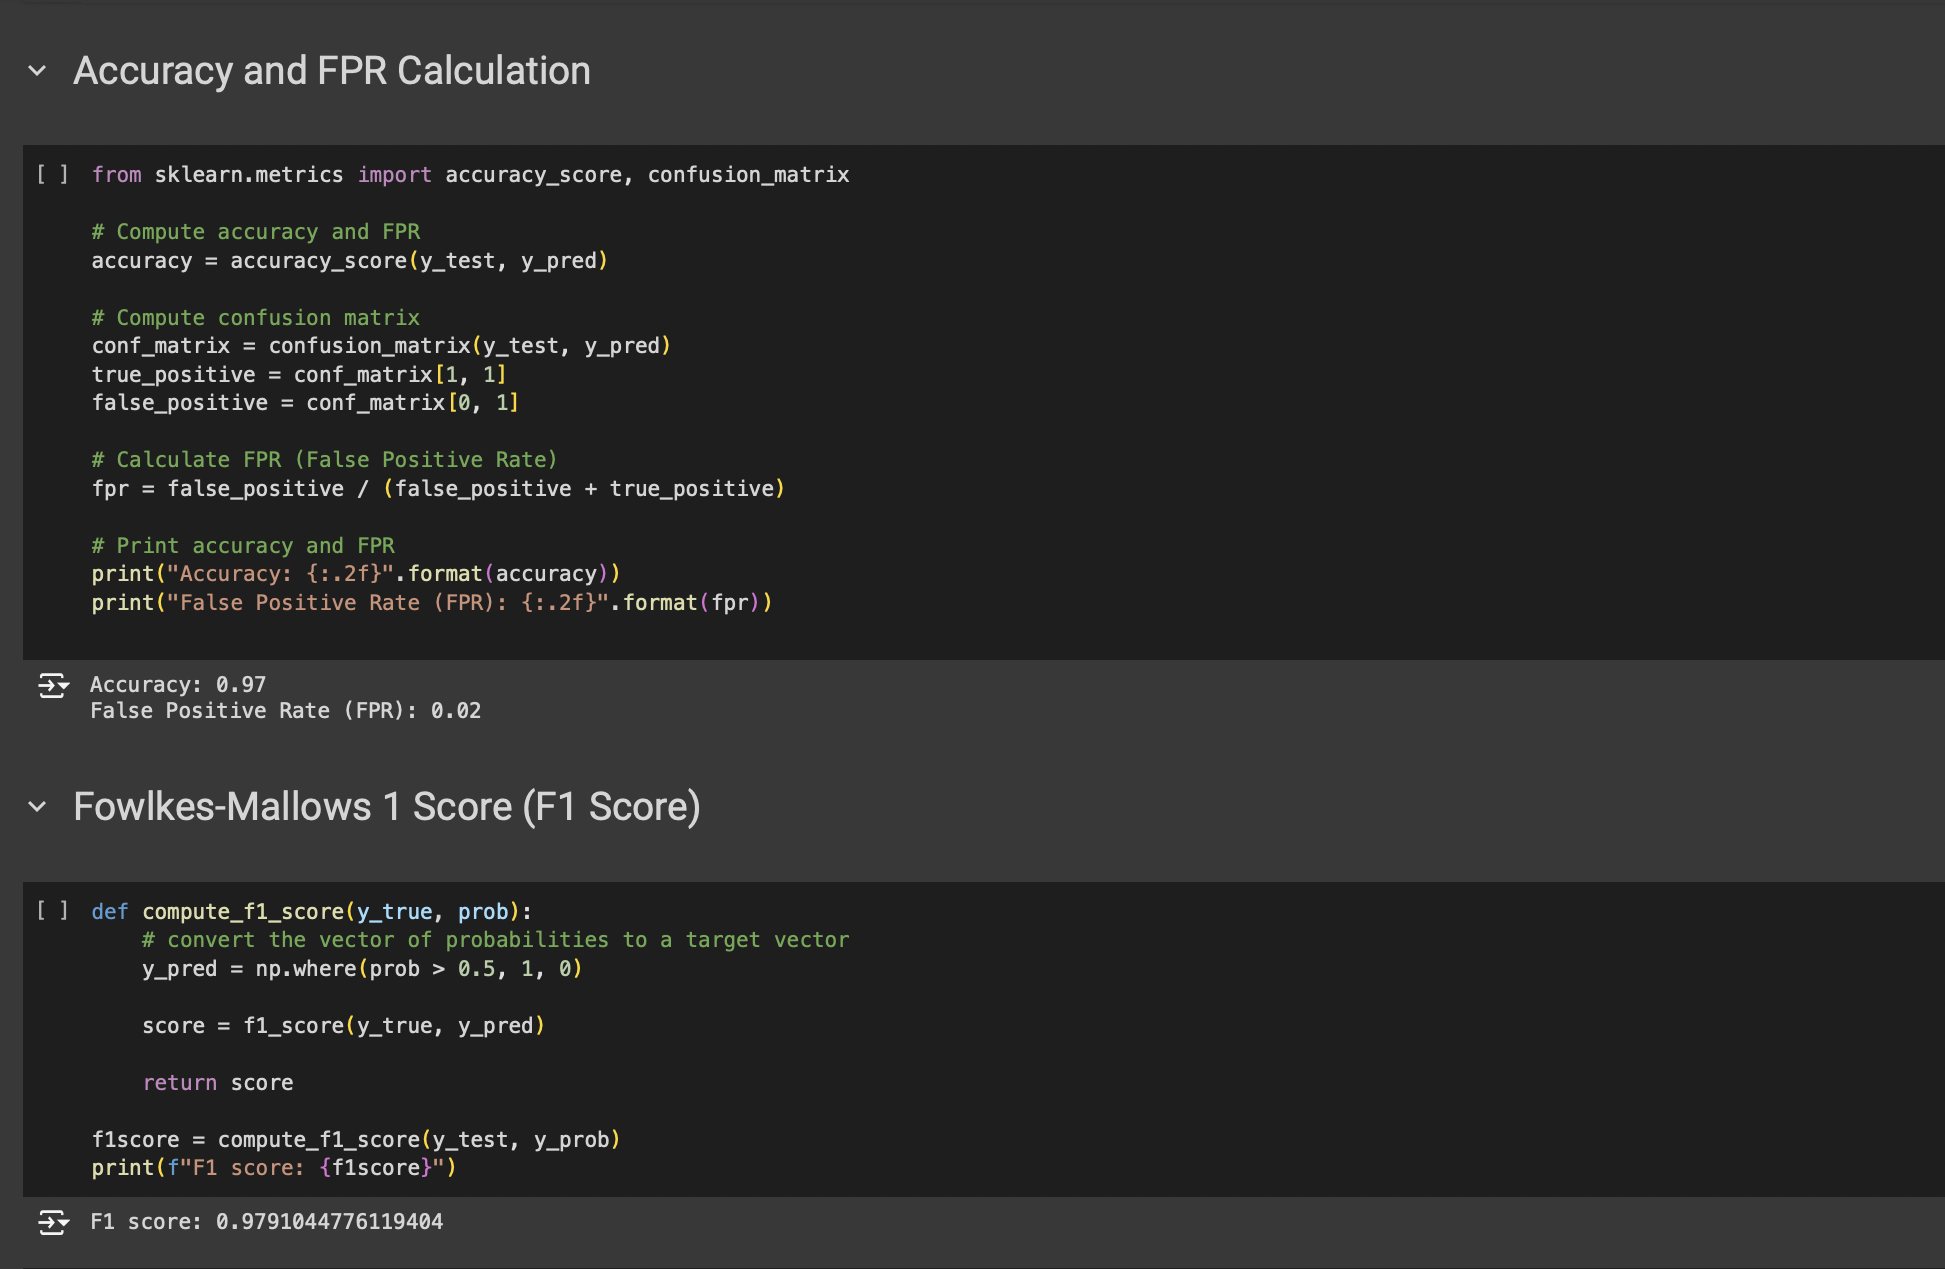 Accuracy and FPR Calculation
[ ] from sklearn.metrics import accuracy_score, confusion_matrix
# Compute accuracy and FPR
accuracy = accuracy_score(y_test, y_pred)
# Compute confusion matrix
conf_matrix = confusion_matrix(y_test, y_pred)
true_positive = conf_matrix[1, 1]
false_positive = conf_matrix[0, 1]
# Calculate FPR (False Positive Rate)
fpr = false_positive / (false_positive + true_positive)
# Print accuracy and FPR
print("Accuracy: {:.2f}".format(accuracy))
print("False Positive Rate (FPR): {:.2f}".format(fpr))
Accuracy: 0.97
False Positive Rate (FPR): 0.02
Fowlkes-Mallows 1 Score (F1 Score)
[ ] def compute_f1_score(y_true, prob):
    # convert the vector of probabilities to a target vector
    y_pred = np.where(prob > 0.5, 1, 0)
    score = f1_score(y_true, y_pred)
    return score
f1score = compute_f1_score(y_test, y_prob)
print(f"F1 score: {f1score}")
F1 score: 0.9791044776119404